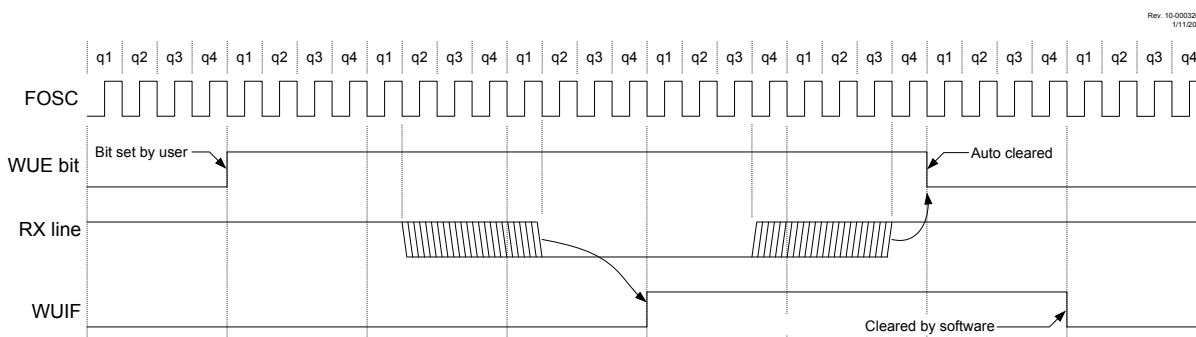 Rev. 10-000326
1/11/20
q1 q2 q3 q4 q1 q2 q3 q4 q1 q2 q3 q4 q1 q2 q3 q4 q1 q2 q3 q4 q1 q2 q3 q4 q1 q2 q3 q4 q1 q2 q3 q4
FOSC
WUE bit
Bit set by user
Auto cleared
RX line
WUIF
Cleared by software